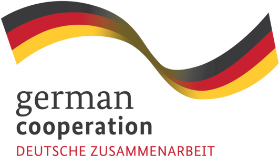 german
cooperation
DEUTSCHE ZUSAMMENARBEIT